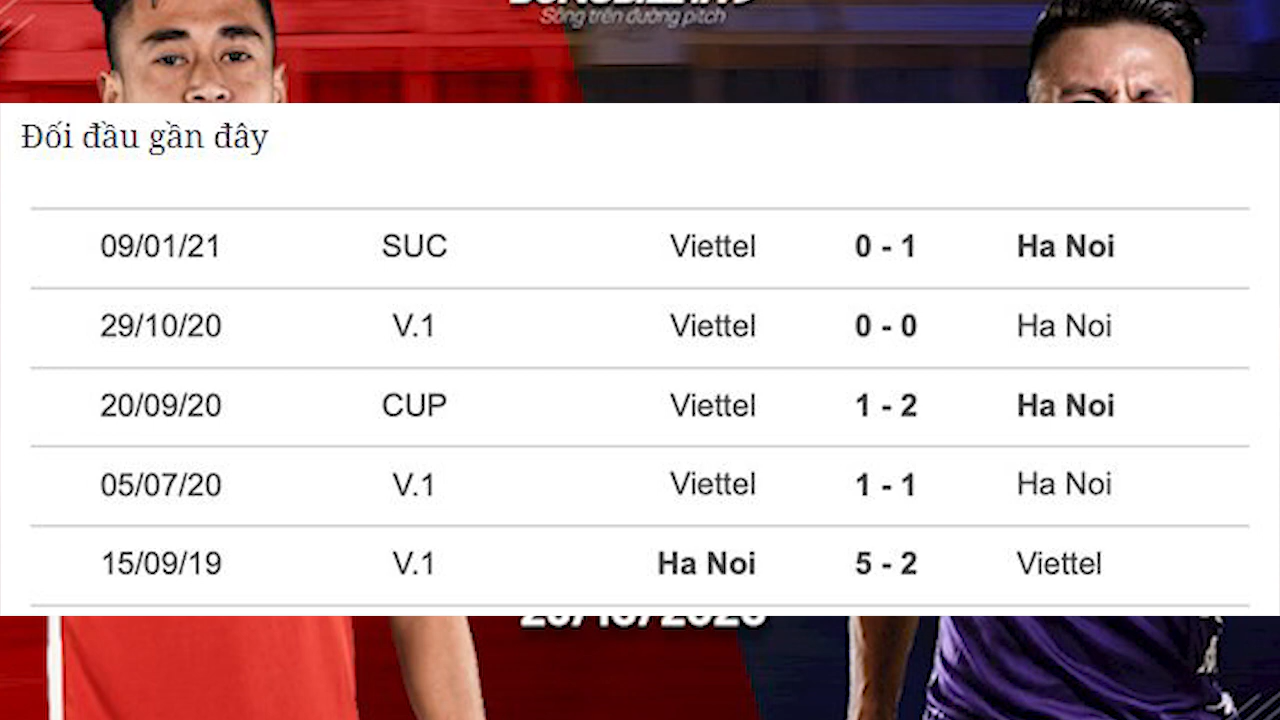 Sống trên đường pitch
Đối đầu gần đây
09/01/21 SUC Viettel 0 - 1 Ha Noi
29/10/20 V.1 Viettel 0 - 0 Ha Noi
20/09/20 CUP Viettel 1 - 2 Ha Noi
05/07/20 V.1 Viettel 1 - 1 Ha Noi
15/09/19 V.1 Ha Noi 5 - 2 Viettel